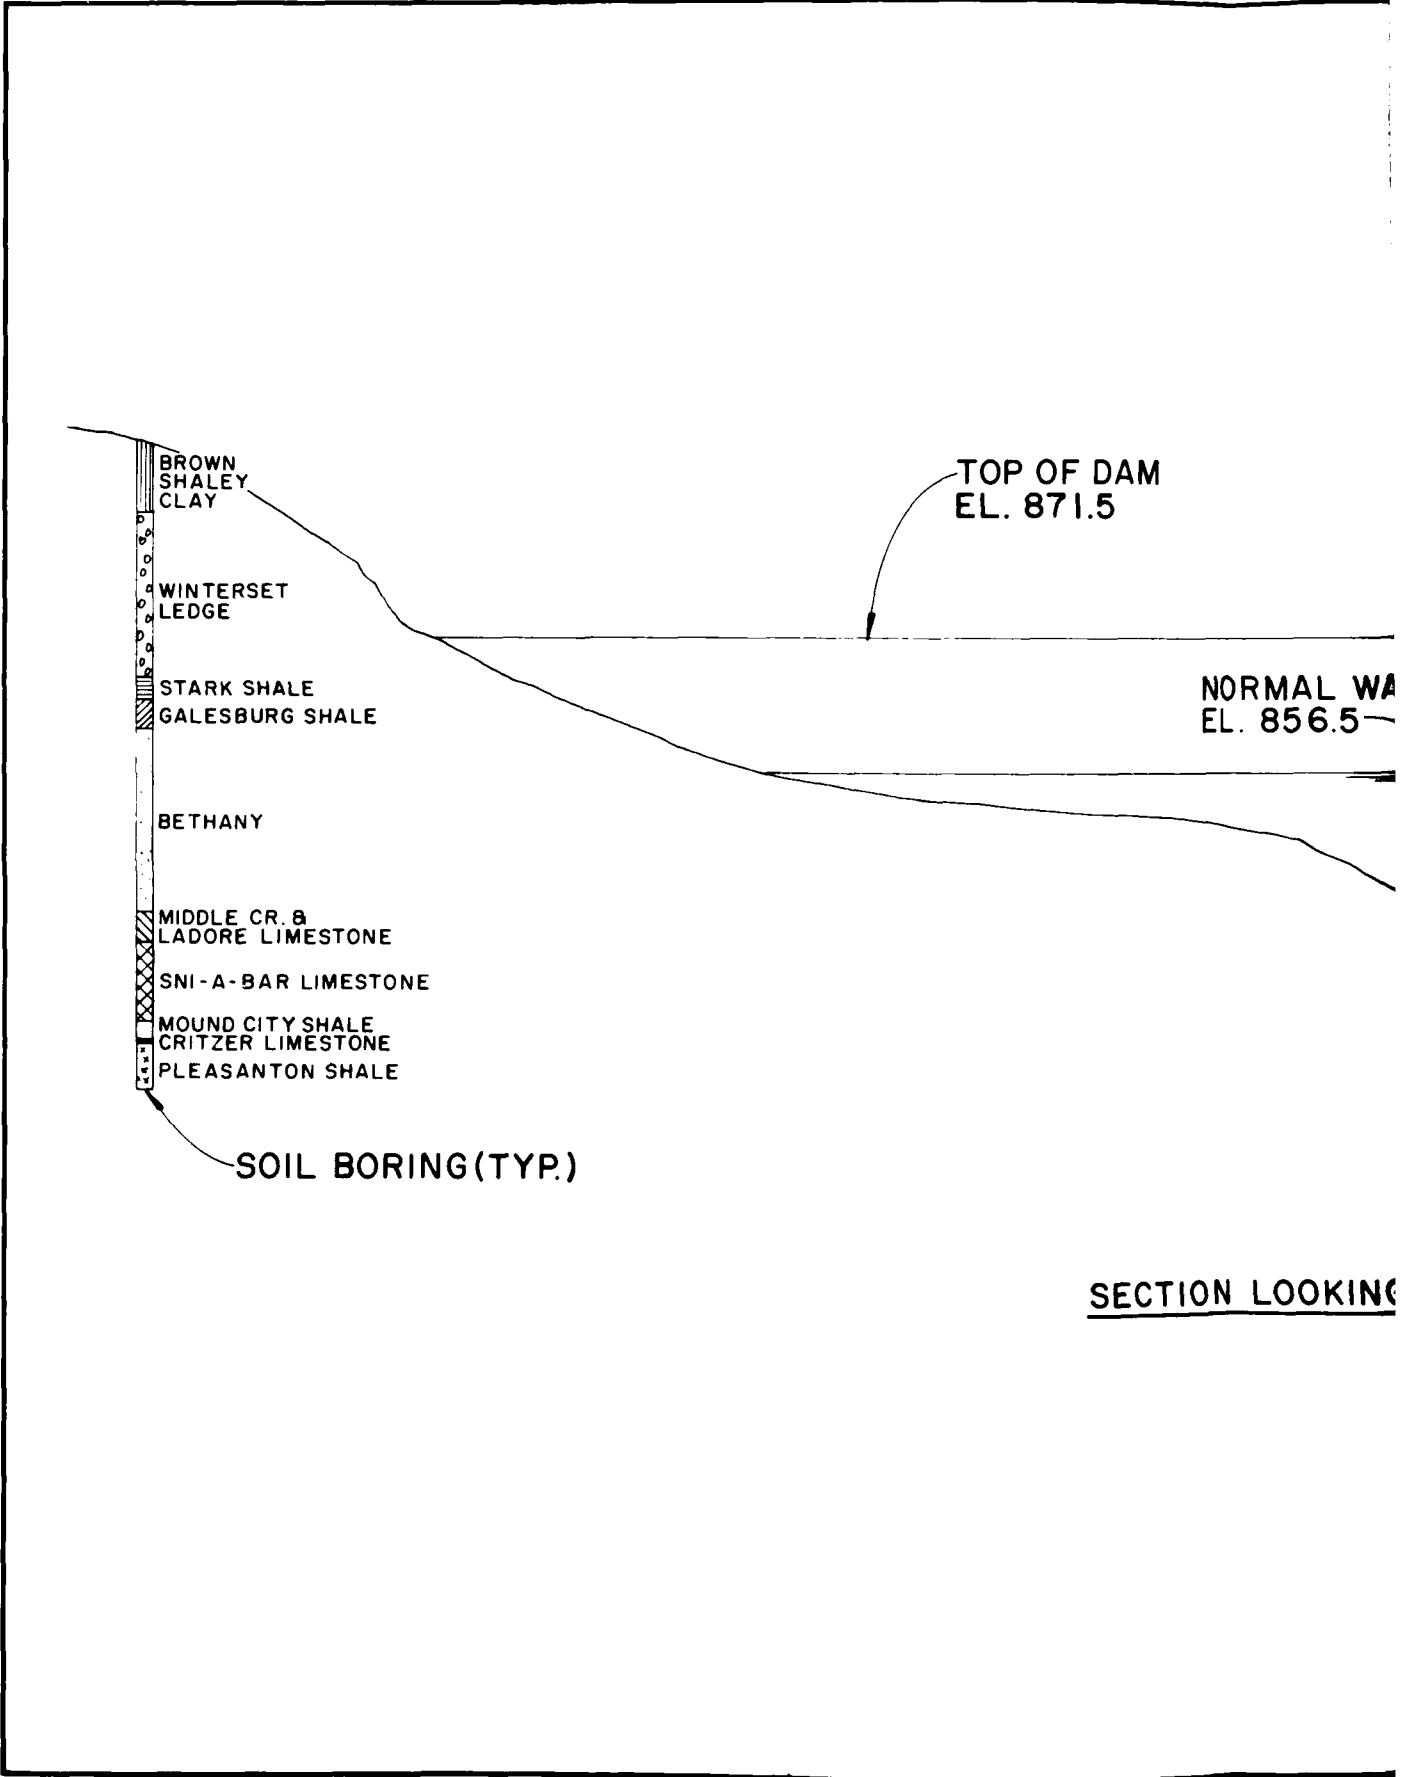 BROWN
SHALEY
CLAY
WINTERSET
LEDGE
STARK SHALE
GALESBURG SHALE
BETHANY
MIDDLE CR. &
LADORE LIMESTONE
SNI-A-BAR LIMESTONE
MOUND CITY SHALE
CRITZER LIMESTONE
PLEASANTON SHALE
SOIL BORING (TYP.)
TOP OF DAM
EL. 871.5
NORMAL WA
EL. 856.5
SECTION LOOKING